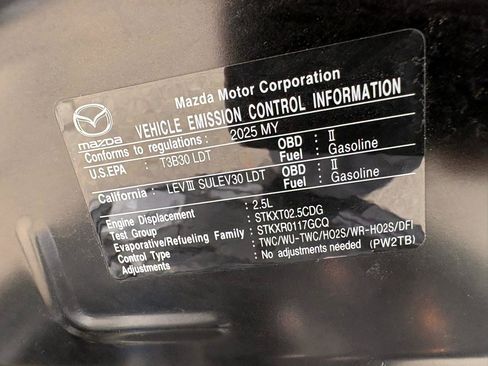 Mazda Motor Corporation
mazda
VEHICLE EMISSION CONTROL INFORMATION
Conforms to regulations : 2025 MY
U.S.EPA : T3B30 LDT OBD : II
Fuel : Gasoline
California : LEVIII SULEV30 LDT OBD : II
Fuel : Gasoline
Engine Displacement : 2.5L
Test Group : STKXT02.5CDG
Evaporative/Refueling Family : STKXR0117GCQ
Type Control : TWC/WU-TWC/HO2S/WR-HO2S/DFI
Adjustments : No adjustments needed (PW2TB)